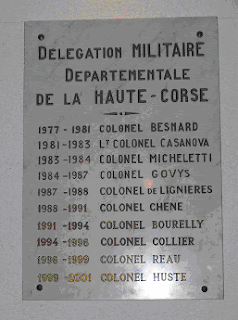 DELEGATION MILITAIRE
DEPARTEMENTALE
DE LA HAUTE-CORSE
1977 - 1981 COLONEL BESNARD
1981 - 1983 LT COLONEL CASANOVA
1983 - 1984 COLONEL MICHELETTI
1984 - 1987 COLONEL GOVYS
1987 - 1988 COLONEL DE LIGNIÈRES
1988 - 1991 COLONEL CHENE
1991 - 1994 COLONEL BOURELLY
1994 - 1996 COLONEL COLLIER
1996 - 1999 COLONEL REAU
1999 - 2001 COLONEL HUSTE